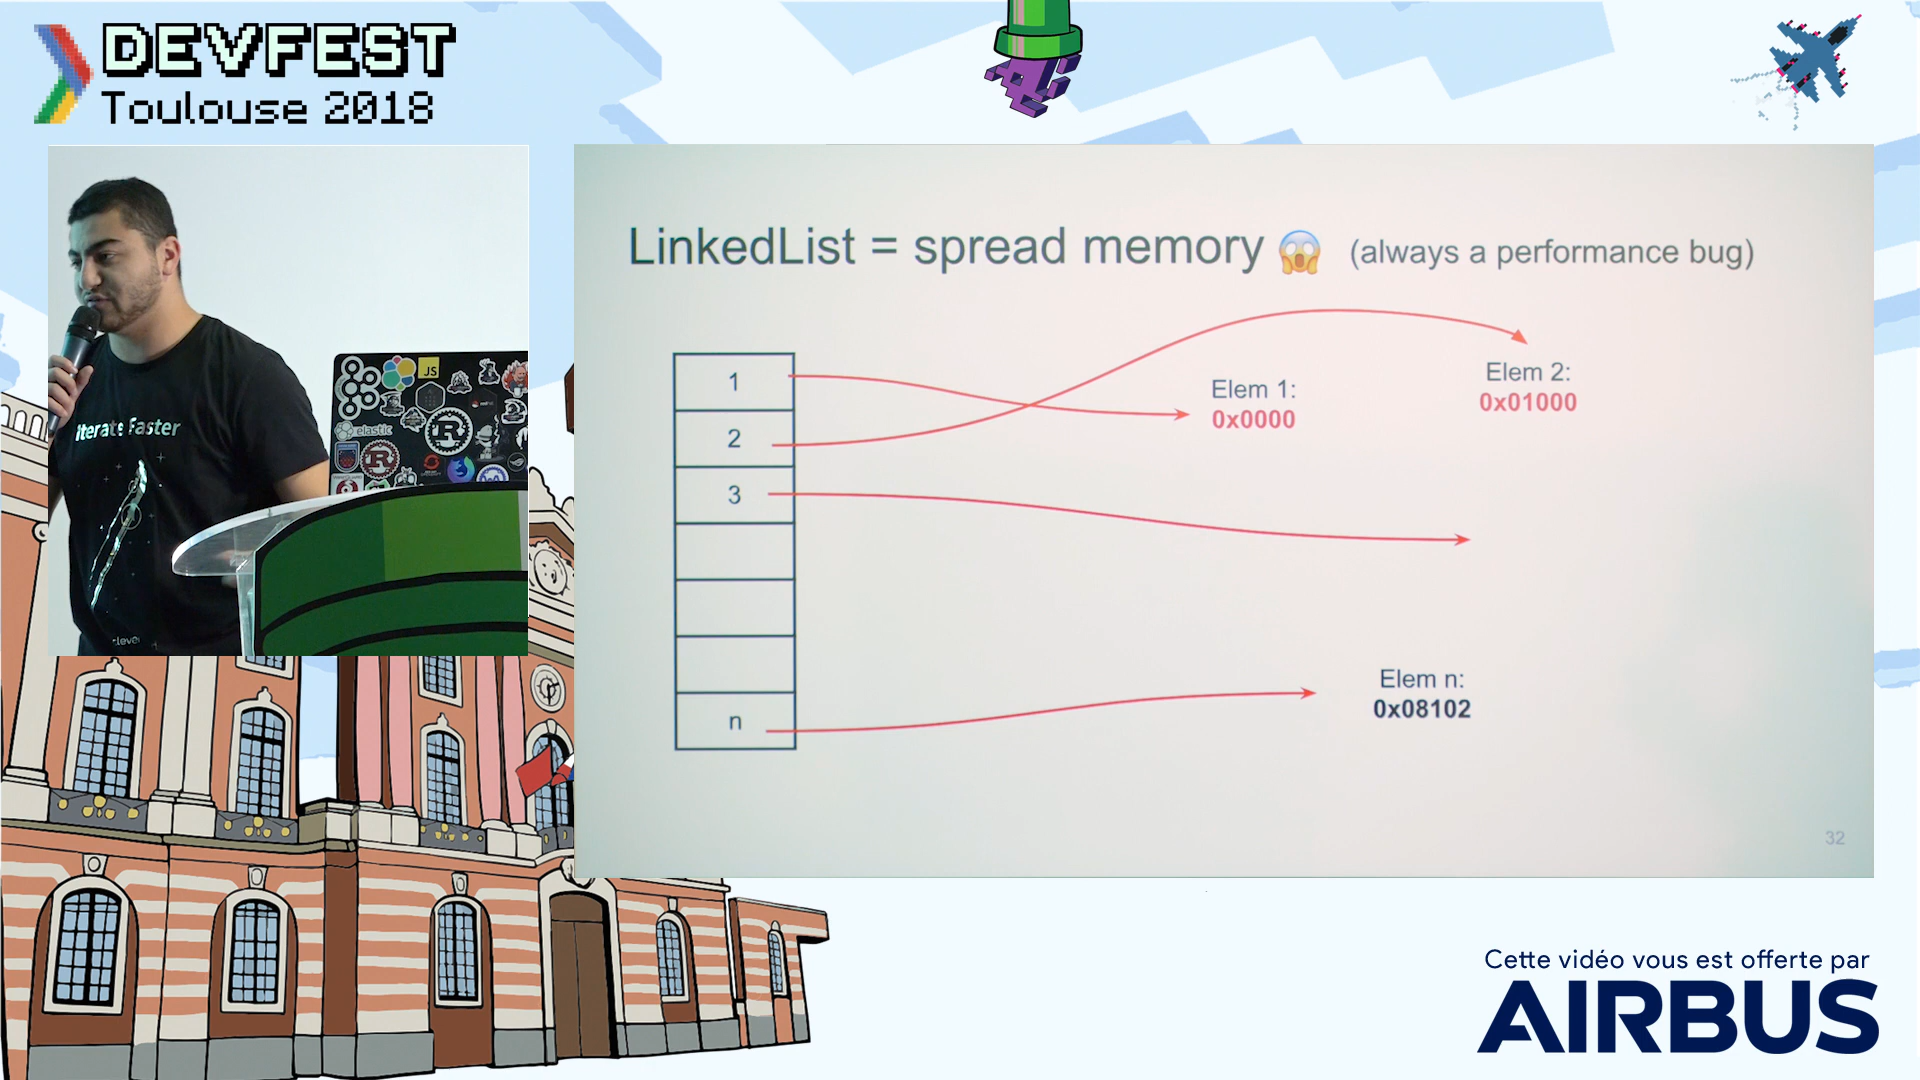 DEVFEST
Toulouse 2018
LinkedList = spread memory 😱 (always a performance bug)
1
2
3
n
Elem 1:
0x0000
Elem 2:
0x01000
Elem n:
0x08102
32
Iterate Faster
JS
elastic
R
R
Cette vidéo vous est offerte par
AIRBUS